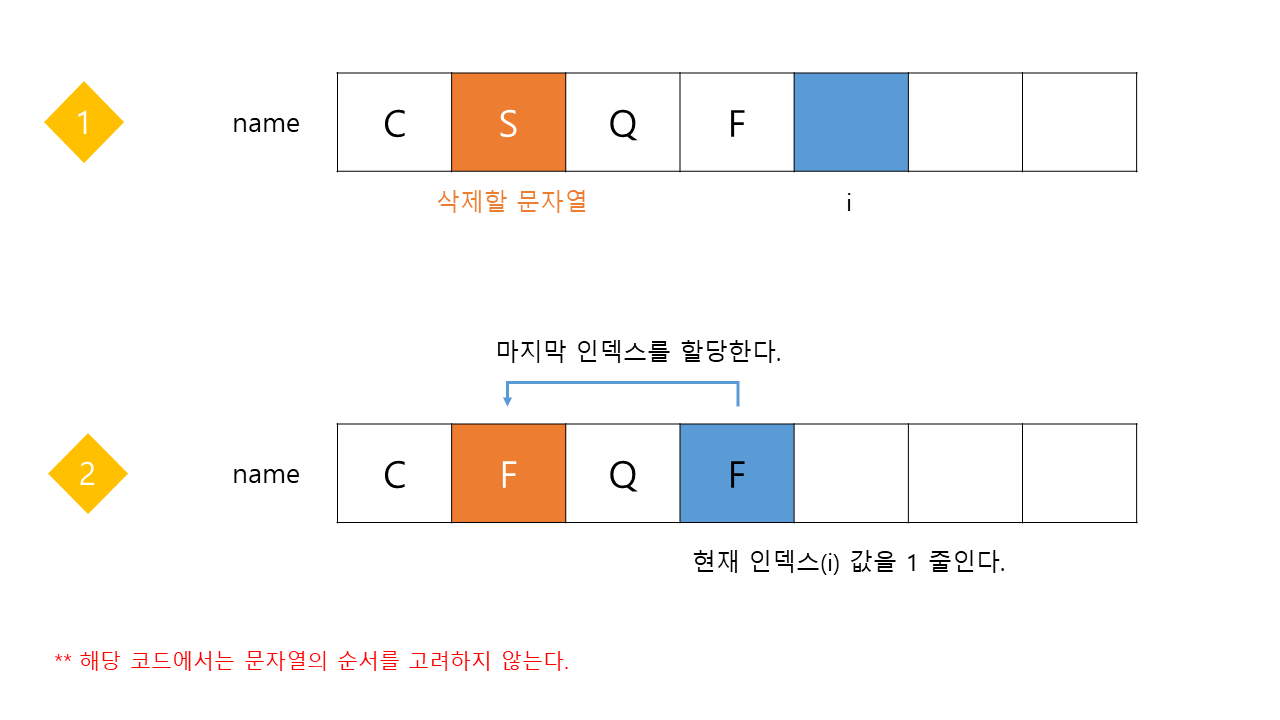 1
name C S Q F
삭제할 문자열 i
마지막 인덱스를 할당한다.
2
name C F Q F
현재 인덱스(i) 값을 1 줄인다.
** 해당 코드에서는 문자열의 순서를 고려하지 않는다.